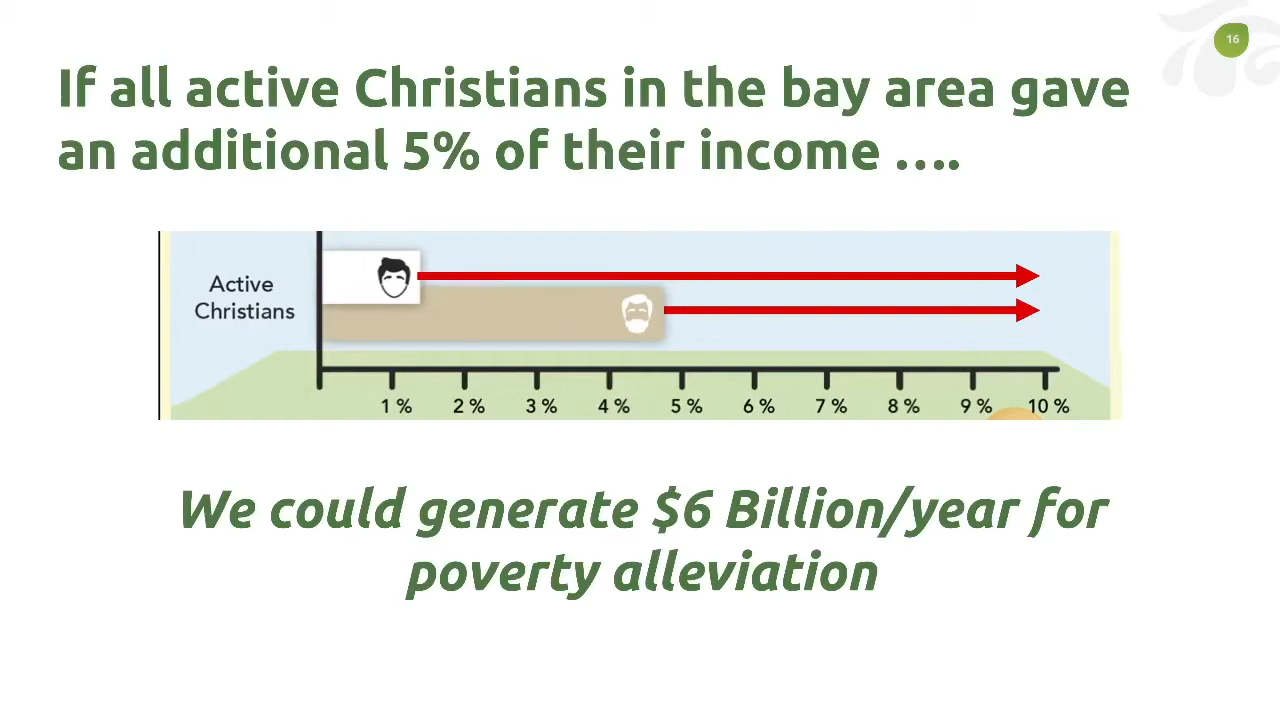 16
If all active Christians in the bay area gave
an additional 5% of their income ....
Active
Christians
1 % 2 % 3 % 4 % 5 % 6 % 7 % 8 % 9 % 10 %
We could generate $6 Billion/year for
poverty alleviation